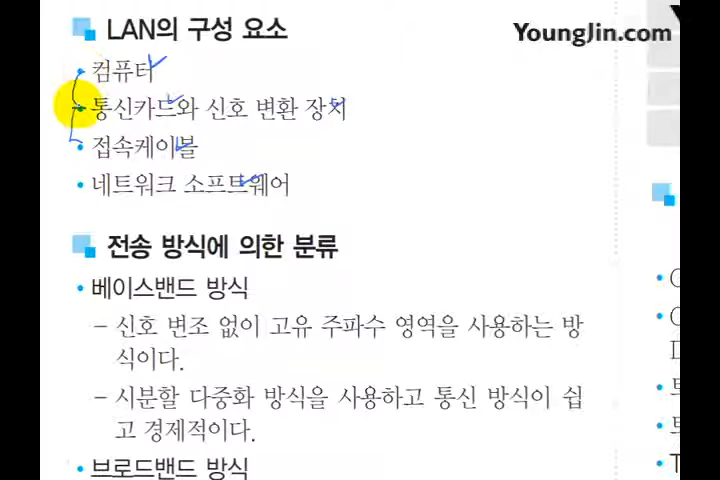 YoungJin.com
LAN의 구성 요소
• 컴퓨터
• 통신카드와 신호 변환 장치
• 접속케이블
• 네트워크 소프트웨어
전송 방식에 의한 분류
• 베이스밴드 방식
– 신호 변조 없이 고유 주파수 영역을 사용하는 방
식이다.
– 시분할 다중화 방식을 사용하고 통신 방식이 쉽
고 경제적이다.
• 브로드밴드 방식